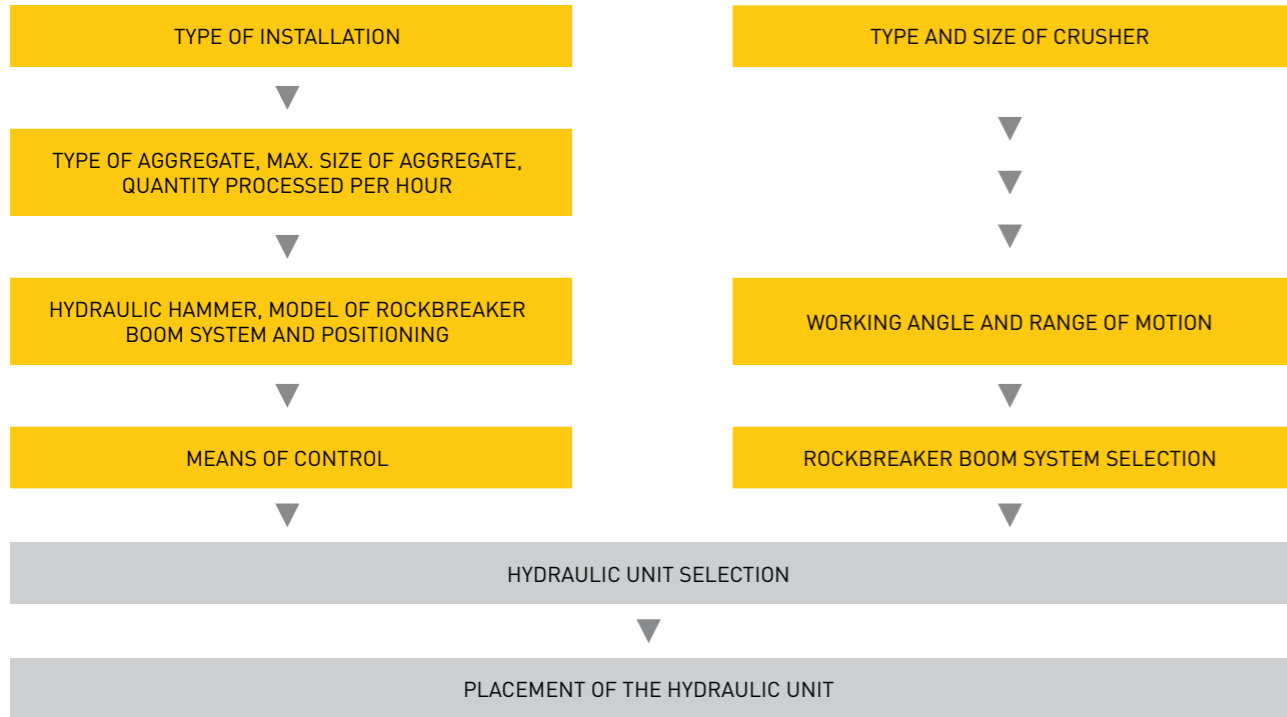 TYPE OF INSTALLATION
TYPE AND SIZE OF CRUSHER
TYPE OF AGGREGATE, MAX. SIZE OF AGGREGATE,
QUANTITY PROCESSED PER HOUR
HYDRAULIC HAMMER, MODEL OF ROCKBREAKER
BOOM SYSTEM AND POSITIONING
WORKING ANGLE AND RANGE OF MOTION
MEANS OF CONTROL
ROCKBREAKER BOOM SYSTEM SELECTION
HYDRAULIC UNIT SELECTION
PLACEMENT OF THE HYDRAULIC UNIT